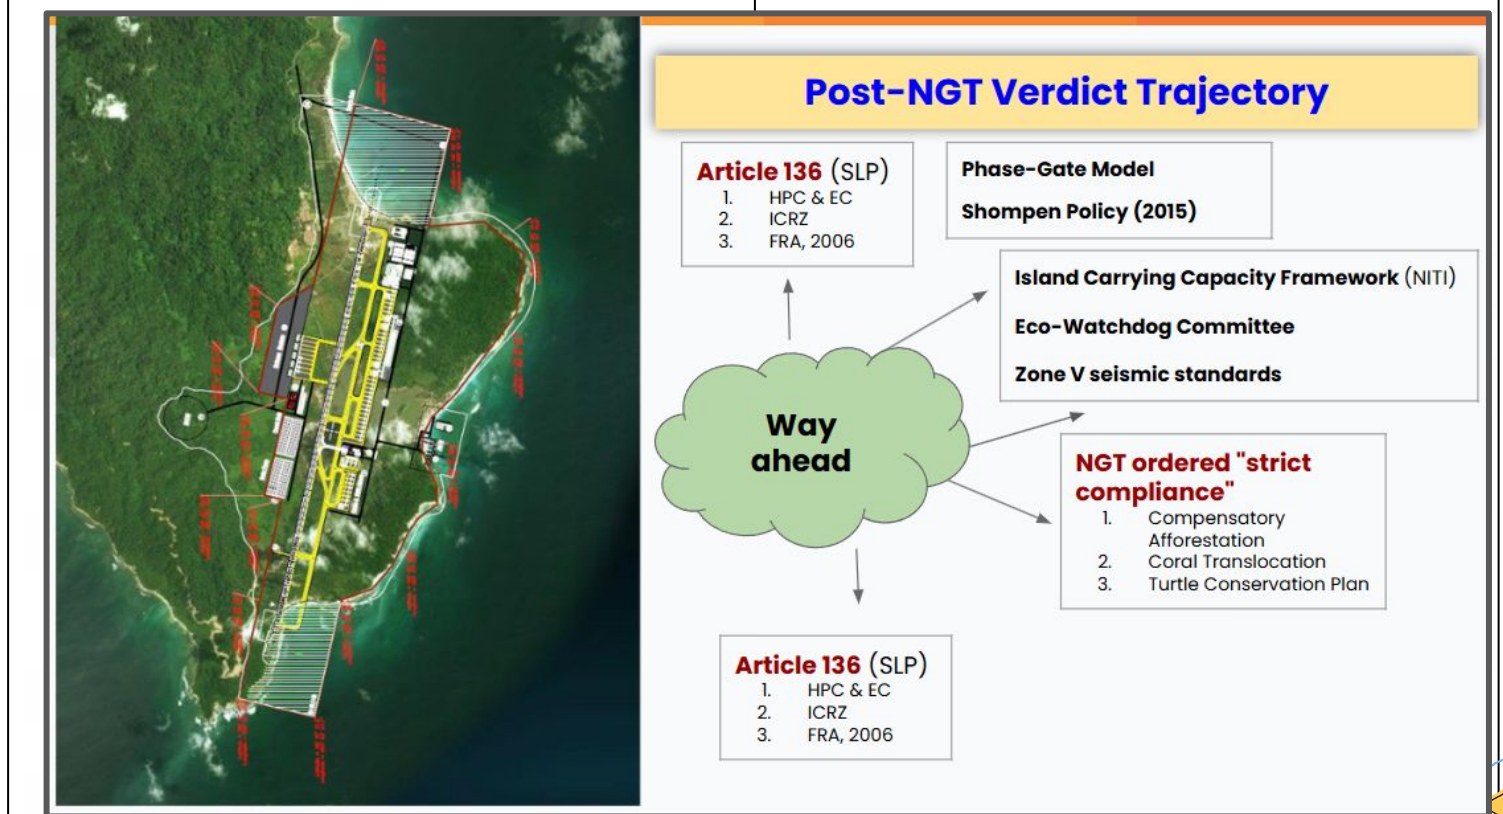 Post-NGT Verdict Trajectory
Article 136 (SLP)
1. HPC & EC
2. ICRZ
3. FRA, 2006
Phase-Gate Model
Shompen Policy (2015)
Island Carrying Capacity Framework (NITI)
Eco-Watchdog Committee
Zone V seismic standards
Way
ahead
NGT ordered "strict
compliance"
1. Compensatory
Afforestation
2. Coral Translocation
3. Turtle Conservation Plan
Article 136 (SLP)
1. HPC & EC
2. ICRZ
3. FRA, 2006